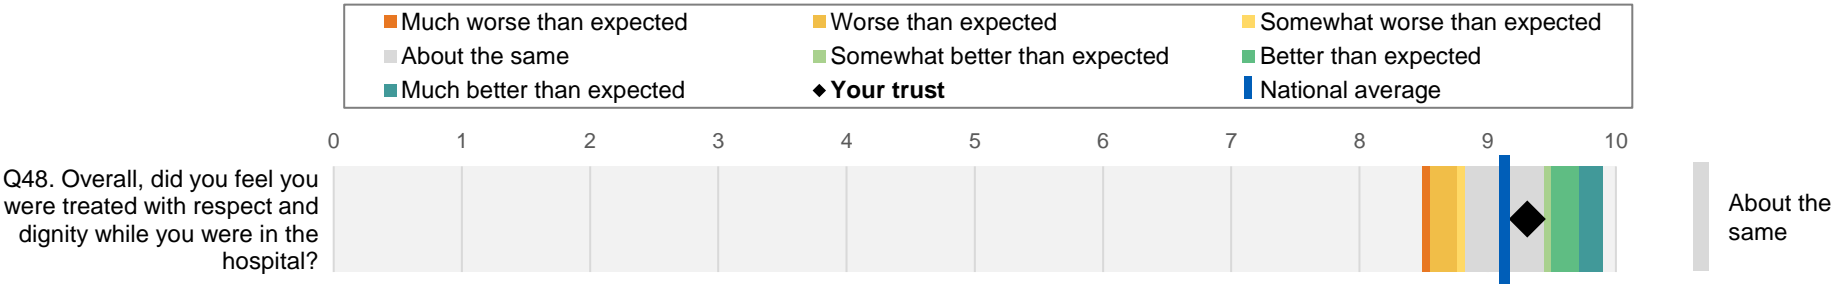 Much worse than expected Worse than expected Somewhat worse than expected
About the same Somewhat better than expected Better than expected
Much better than expected Your trust National average
0 1 2 3 4 5 6 7 8 9 10
Q48. Overall, did you feel you
were treated with respect and
dignity while you were in the
hospital?
About the
same